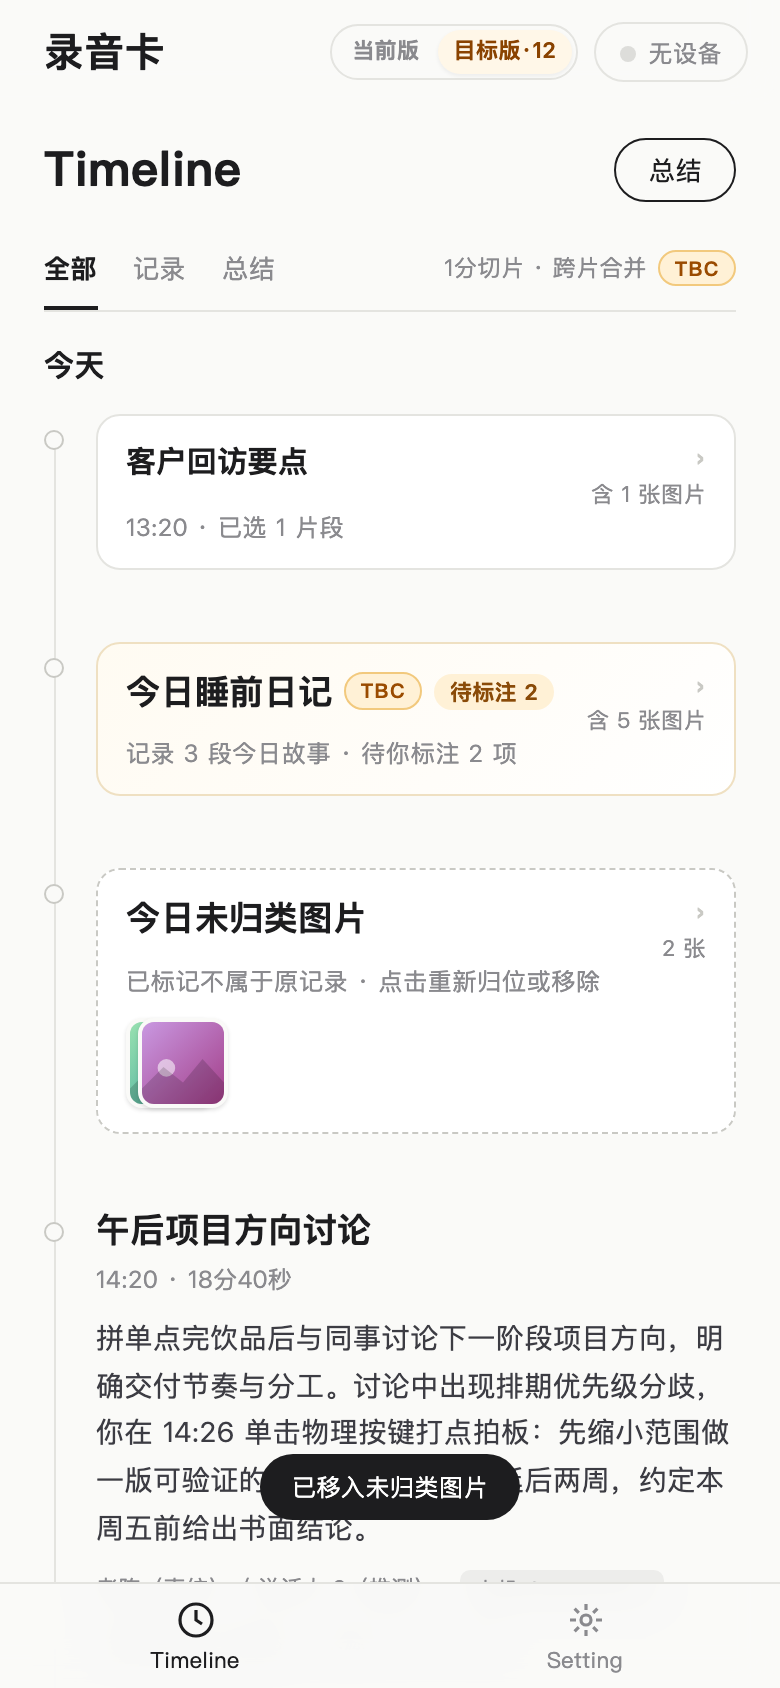 录音卡
当前版 目标版·12 无设备
Timeline 总结
全部 记录 总结 1分切片 · 跨片合并 TBC
今天
客户回访要点
含 1 张图片
13:20 · 已选 1 片段
今日睡前日记 TBC 待标注 2
含 5 张图片
记录 3 段今日故事 · 待你标注 2 项
今日未归类图片
2 张
已标记不属于原记录 · 点击重新归位或移除
午后项目方向讨论
14:20 · 18分40秒
拼单点完饮品后与同事讨论下一阶段项目方向，明
确交付节奏与分工。讨论中出现排期优先级分歧，
你在 14:26 单击物理按键打点拍板：先缩小范围做
一版可验证的 后两周，约定本
已移入未归类图片
周五前给出书面结论。
Timeline Setting